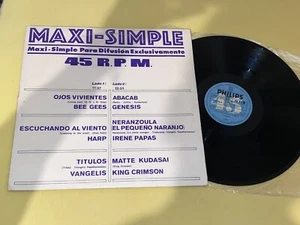 MAXI-SIMPLE
Maxi-Simple Para Difusión Exclusivamente
45 R.P.M.
OJOS VIVIENTES
BEE GEES
ESCUCHANDO AL VIENTO
HARP
TITULOS
VANGELIS
ABACAB
GENESIS
NERANZOULA
EL PEQUEÑO NARANJO
IRENE PAPAS
MATTE KUDASAI
KING CRIMSON
PHILIPS